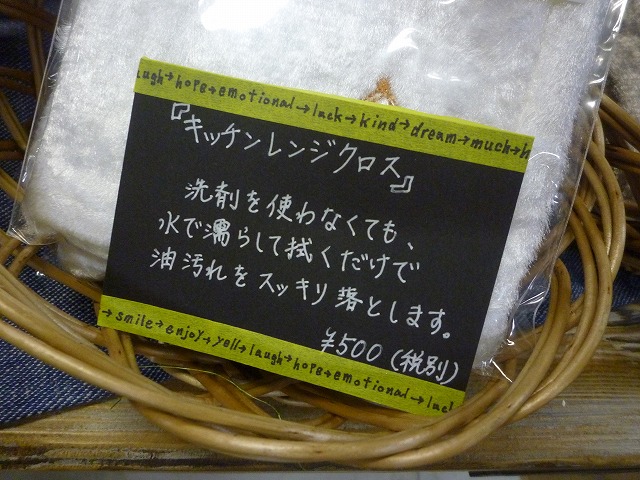 ugh→hope→emotional→luck→kind→dream→much→h
『キッチンレンジクロス』
洗剤を使わなくても、
水で濡らして拭くだけで
油汚れをスッキリ落とします。
¥500(税別)
→smile→enjoy→yell→laugh→hope→emotional→luc